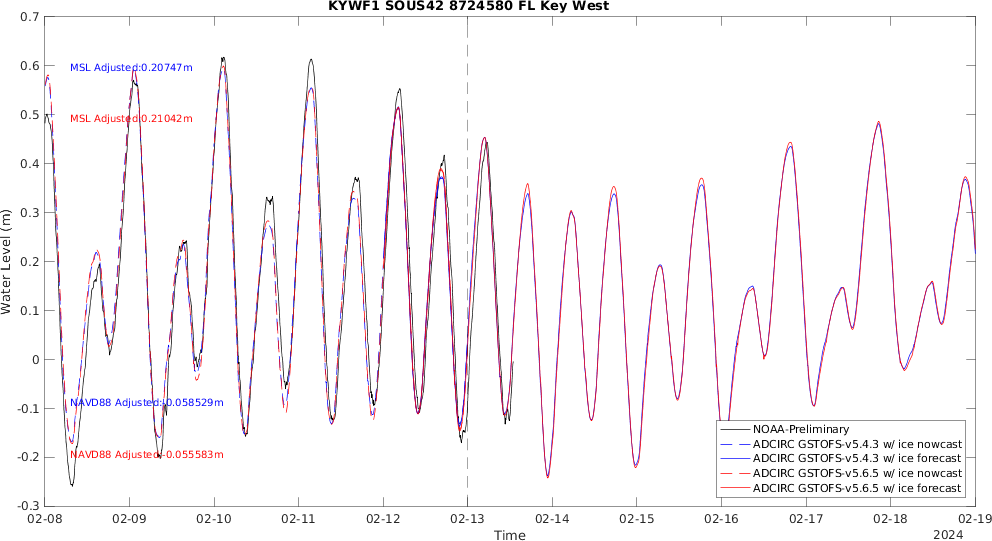 KYWF1 SOUS42 8724580 FL Key West
0.7
0.6
0.5
0.4
0.3
0.2
0.1
0
-0.1
-0.2
-0.3
Water Level (m)
MSL Adjusted:0.20747m
MSL Adjusted:0.21042m
NAVD88 Adjusted:-0.058529m
NAVD88 Adjusted:-0.055583m
NOAA-Preliminary
ADCIRC GSTOFS-v5.4.3 w/ ice nowcast
ADCIRC GSTOFS-v5.4.3 w/ ice forecast
ADCIRC GSTOFS-v5.6.5 w/ ice nowcast
ADCIRC GSTOFS-v5.6.5 w/ ice forecast
02-08 02-09 02-10 02-11 02-12 02-13 02-14 02-15 02-16 02-17 02-18 02-19
Time
2024